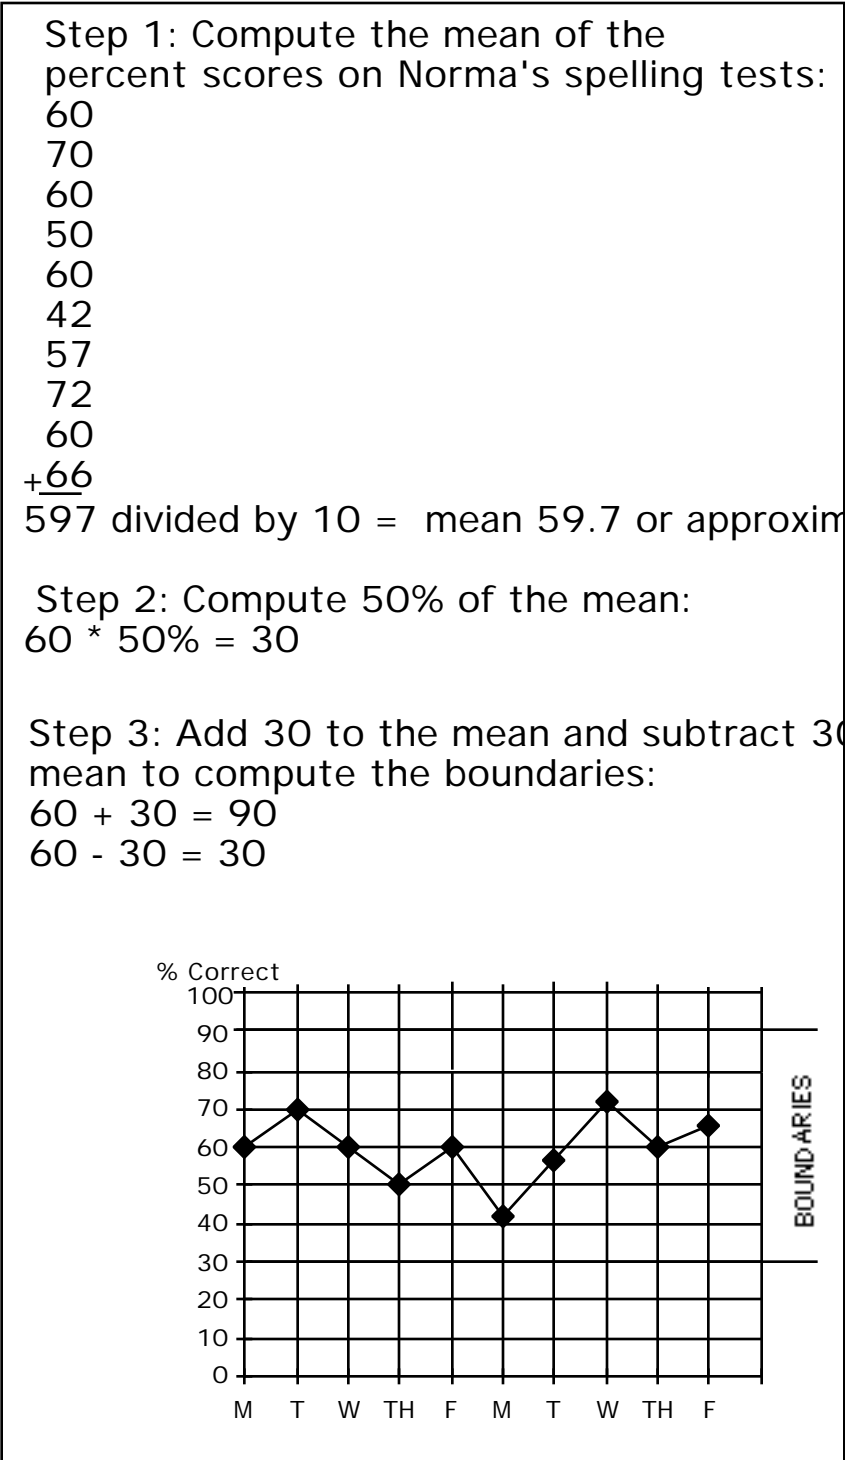 Step 1: Compute the mean of the
percent scores on Norma's spelling tests:
60
70
60
50
60
42
57
72
60
+66
597 divided by 10 = mean 59.7 or approxim
Step 2: Compute 50% of the mean:
60 * 50% = 30
Step 3: Add 30 to the mean and subtract 30
mean to compute the boundaries:
60 + 30 = 90
60 - 30 = 30
% Correct
100
90
80
70
60
50
40
30
20
10
0
BOUNDARIES
M T W TH F M T W TH F